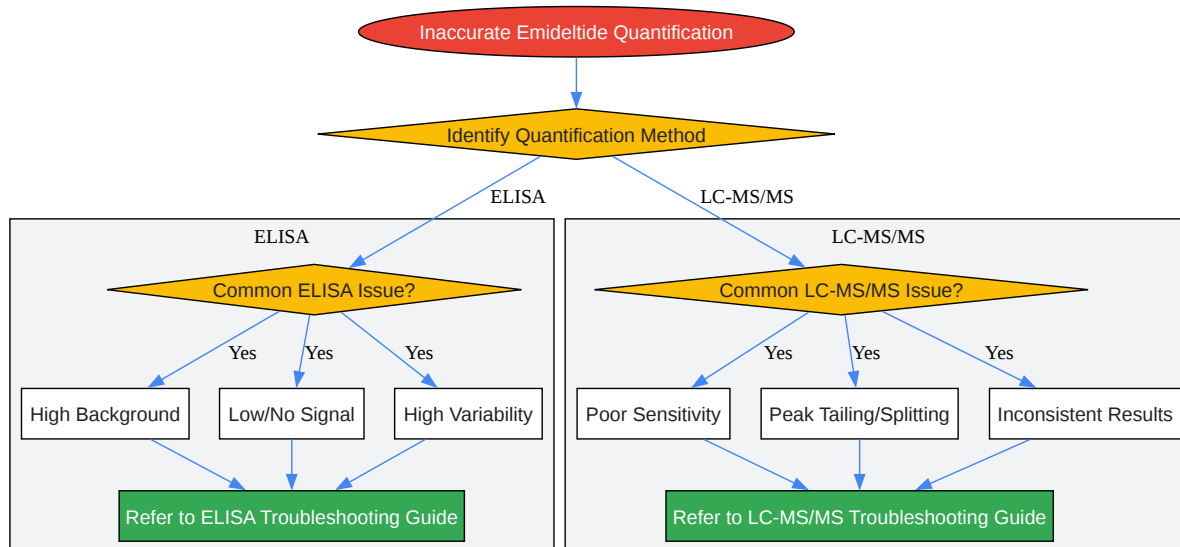 Inaccurate Emideltide Quantification
Identify Quantification Method
ELISA
LC-MS/MS
ELISA
LC-MS/MS
Common ELISA Issue?
Common LC-MS/MS Issue?
Yes
Yes
Yes
Yes
Yes
Yes
High Background
Low/No Signal
High Variability
Poor Sensitivity
Peak Tailing/Splitting
Inconsistent Results
Refer to ELISA Troubleshooting Guide
Refer to LC-MS/MS Troubleshooting Guide